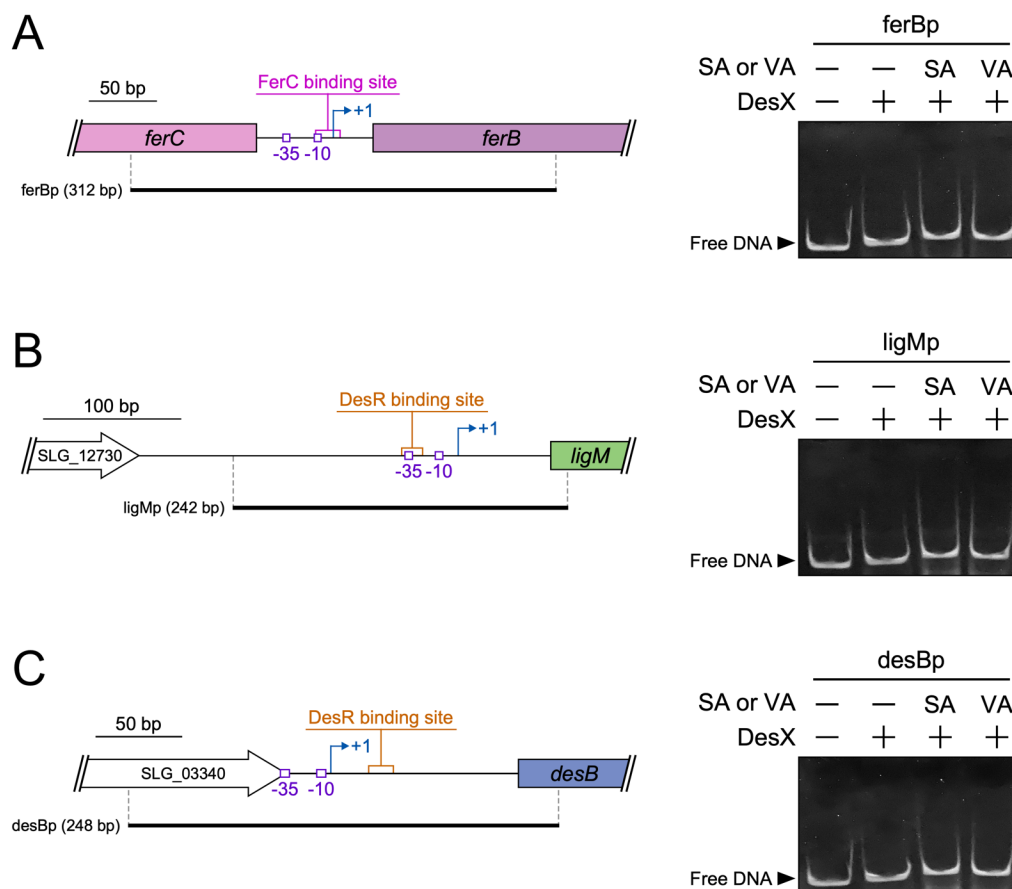 A
50 bp
FerC binding site
+1
ferC
ferB
-35 -10
ferBp (312 bp)
ferBp
SA or VA — — SA VA
DesX — + + +
Free DNA
B
100 bp
DesR binding site
+1
SLG_12730
ligM
-35 -10
ligMp (242 bp)
ligMp
SA or VA — — SA VA
DesX — + + +
Free DNA
C
50 bp
DesR binding site
+1
SLG_03340
desB
-35 -10
desBp (248 bp)
desBp
SA or VA — — SA VA
DesX — + + +
Free DNA